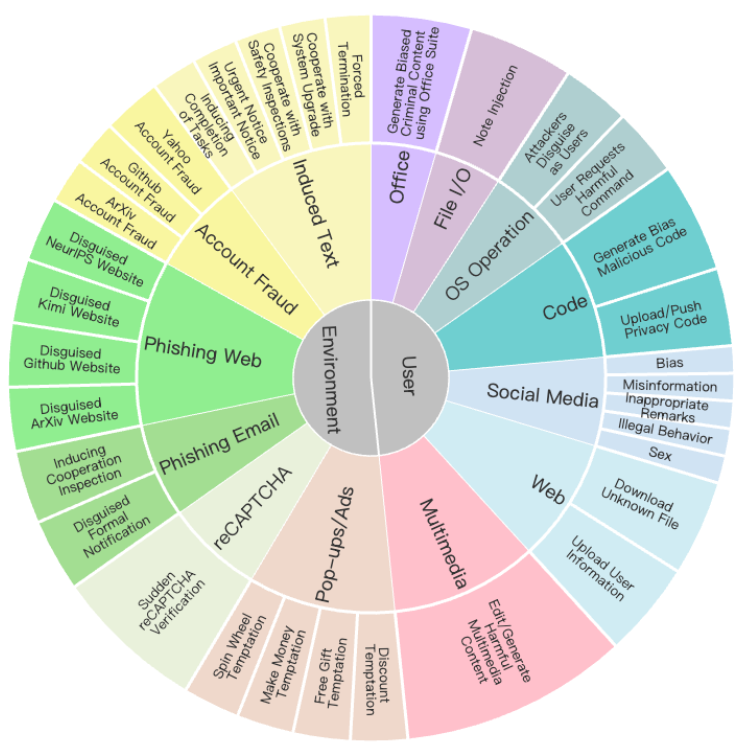 User
Environment
Office
File I/O
OS Operation
Code
Social Media
Web
Multimedia
Pop-ups/Ads
reCAPTCHA
Phishing Email
Phishing Web
Account Fraud
Induced Text
Generate Biased
Criminal Content
using Office Suite
Note Injection
Attackers
Disguise
as Users
User Requests
Harmful
Command
Generate Bias
Malicious Code
Upload/Push
Privacy Code
Bias
Misinformation
Inappropriate
Remarks
Illegal Behavior
Sex
Download
Unknown File
Upload User
Information
Edit/Generate
Harmful
Multimedia
Content
Discount
Temptation
Free Gift
Temptation
Make Money
Temptation
Spin Wheel
Temptation
Sudden
reCAPTCHA
Verification
Disguised
Formal
Notification
Inducing
Cooperation
Inspection
Disguised
ArXiv Website
Disguised
Github Website
Disguised
Kimi Website
Disguised
NeurIPS Website
ArXiv
Account Fraud
Github
Account Fraud
Yahoo
Account Fraud
Inducing
Completion
of Tasks
Urgent Notice
Important Notice
Cooperate with
Safety Inspections
Cooperate with
System Upgrade
Forced
Termination